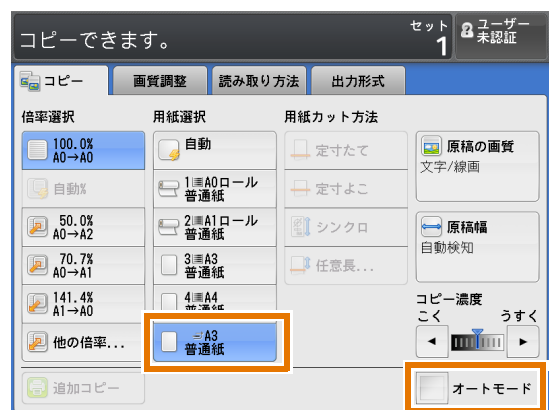 コピーできます。
セット
1
ユーザー
未認証
コピー
画質調整
読み取り方法
出力形式
倍率選択
100.0%
A0→A0
自動%
50.0%
A0→A2
70.7%
A0→A1
141.4%
A1→A0
他の倍率...
追加コピー
用紙選択
自動
1 A0ロール
普通紙
2 A1ロール
普通紙
3 A3
普通紙
4 A4
普通紙
A3
普通紙
用紙カット方法
定寸たて
定寸よこ
シンクロ
任意長...
原稿の画質
文字/線画
原稿幅
自動検知
コピー濃度
こく うすく
オートモード